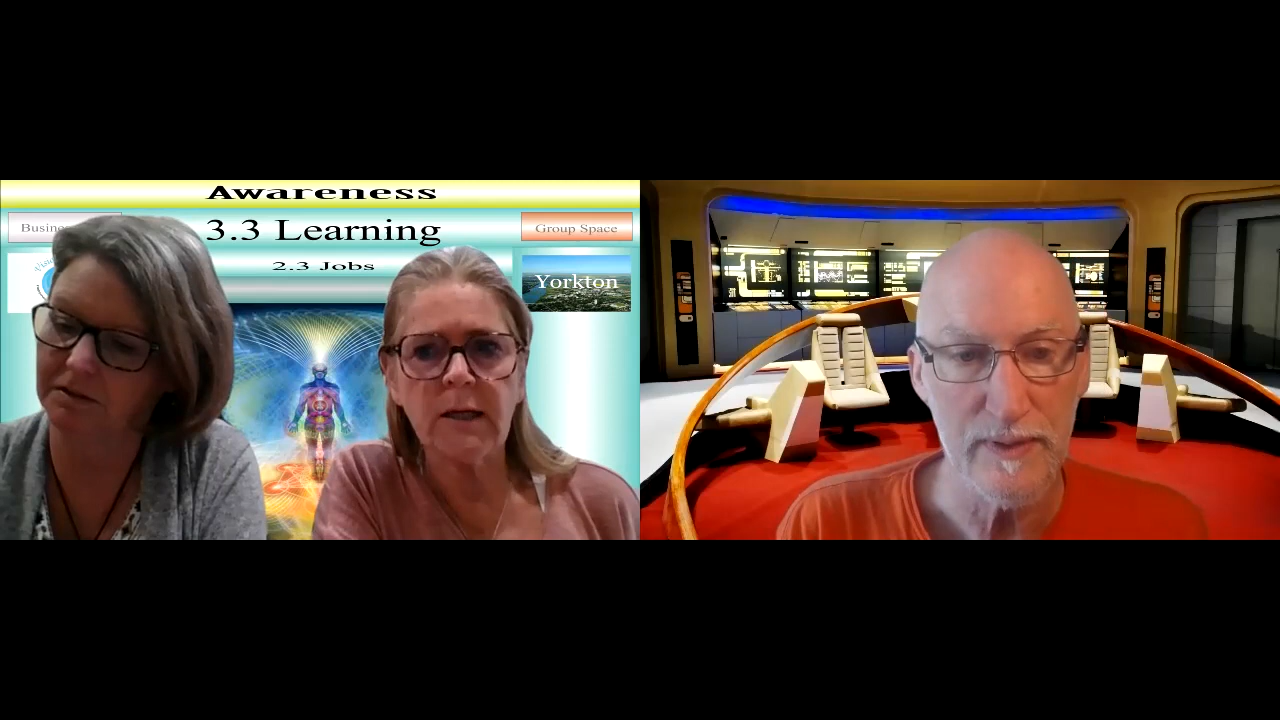 Awareness
3.3 Learning
Group Space
2.3 Jobs
Yorkton